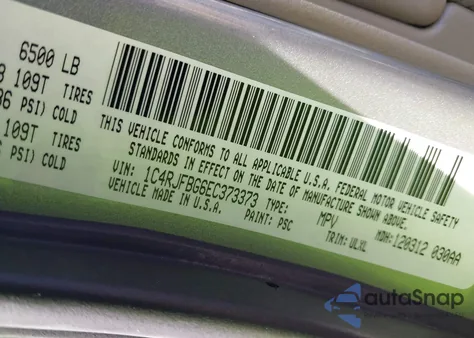 6500 LB
109T TIRES
PSI) COLD
109T TIRES
PSI) COLD
THIS VEHICLE CONFORMS TO ALL APPLICABLE U.S.A. FEDERAL MOTOR VEHICLE SAFETY
STANDARDS IN EFFECT ON THE DATE OF MANUFACTURE SHOWN ABOVE.
VIN: 1C4RJFBG6EC373373 TYPE: MPV MDH: 120312 030AA
VEHICLE MADE IN U.S.A. PAINT: PSC TRIM: ULXL
autoSnap